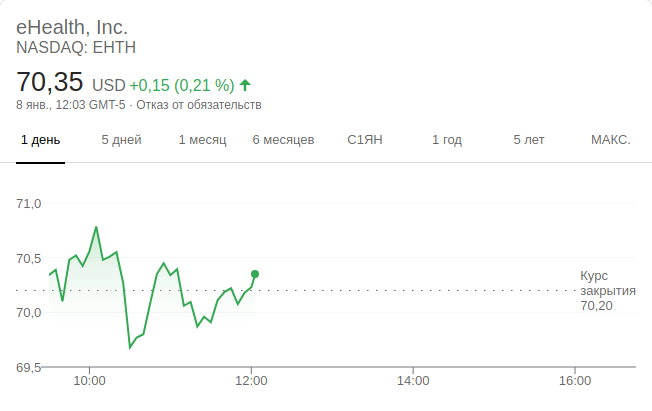 eHealth, Inc.
NASDAQ: EHTH
70,35 USD +0,15 (0,21 %)
8 янв., 12:03 GMT-5 · Отказ от обязательств
1 день 5 дней 1 месяц 6 месяцев С1ЯН 1 год 5 лет МАКС.
71,0
70,5
Курс
закрытия
70,20
70,0
69,5
10:00 12:00 14:00 16:00